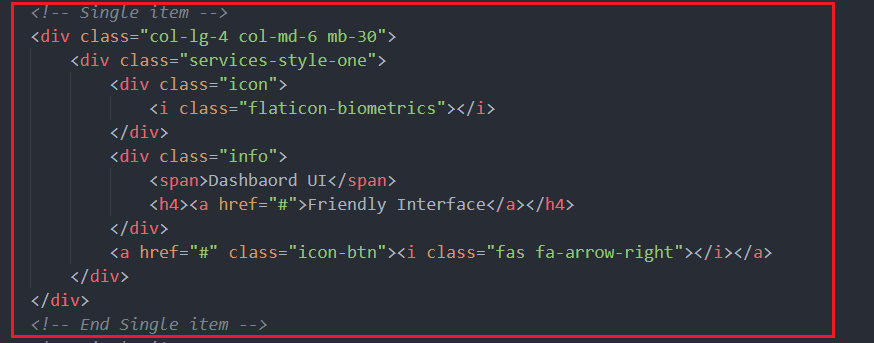 <!-- Single item -->
<div class="col-lg-4 col-md-6 mb-30">
    <div class="services-style-one">
        <div class="icon">
            <i class="flaticon-biometrics"></i>
        </div>
        <div class="info">
            <span>Dashbaord UI</span>
            <h4><a href="#">Friendly Interface</a></h4>
        </div>
        <a href="#" class="icon-btn"><i class="fas fa-arrow-right"></i></a>
    </div>
</div>
<!-- End Single item -->